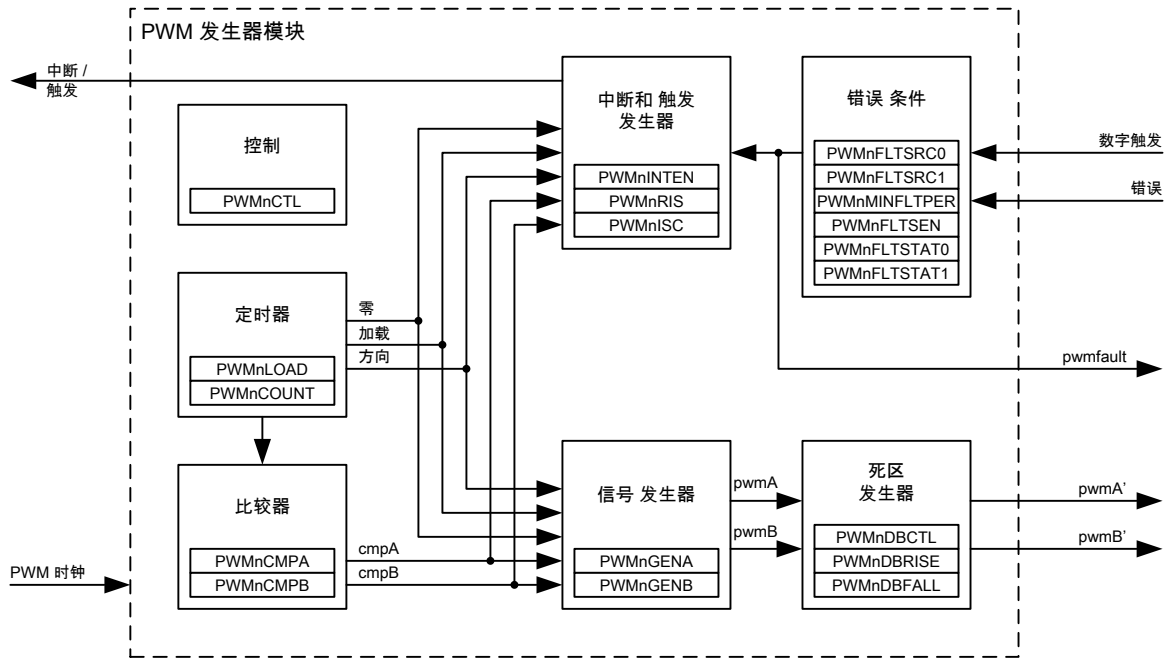 PWM 发生器模块
中断 /
触发
控制
PWMnCTL
中断和 触发
发生器
PWMnINTEN
PWMnRIS
PWMnISC
错误 条件
PWMnFLTSRC0
PWMnFLTSRC1
PWMnMINFLTPER
PWMnFLTSEN
PWMnFLTSTAT0
PWMnFLTSTAT1
数字触发
错误
定时器
PWMnLOAD
PWMnCOUNT
零
加载
方向
pwmfault
比较器
PWMnCMPA
PWMnCMPB
cmpA
cmpB
信号 发生器
PWMnGENA
PWMnGENB
pwmA
pwmB
死区
发生器
PWMnDBCTL
PWMnDBRISE
PWMnDBFALL
pwmA'
pwmB'
PWM 时钟